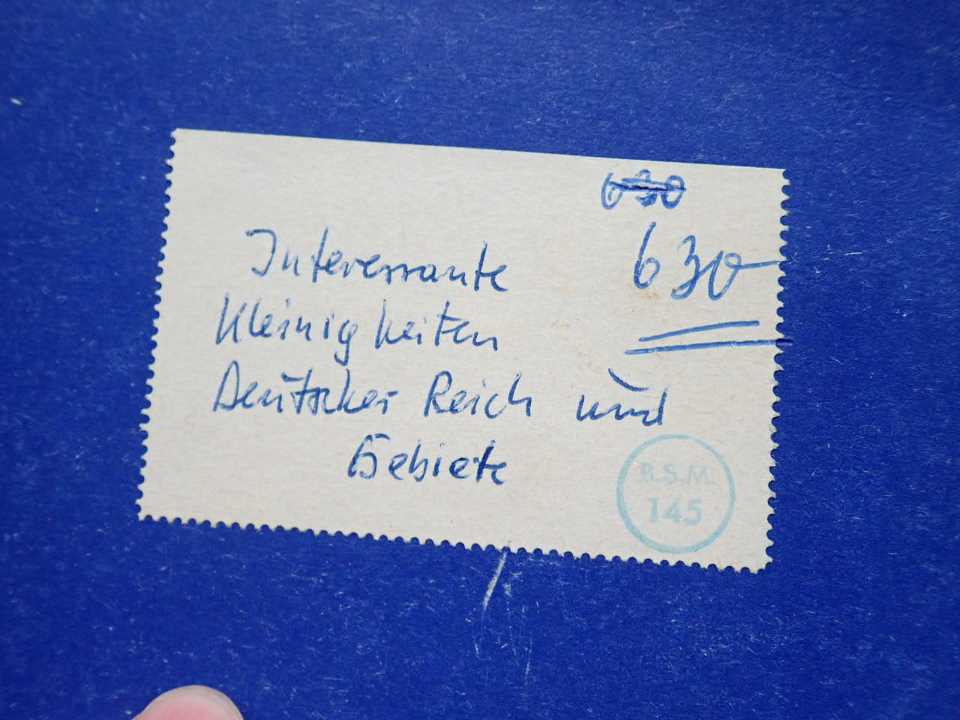 630
630
Interessante
Kleinigkeiten
Deutsches Reich und
Gebiete
B.S.M.
145